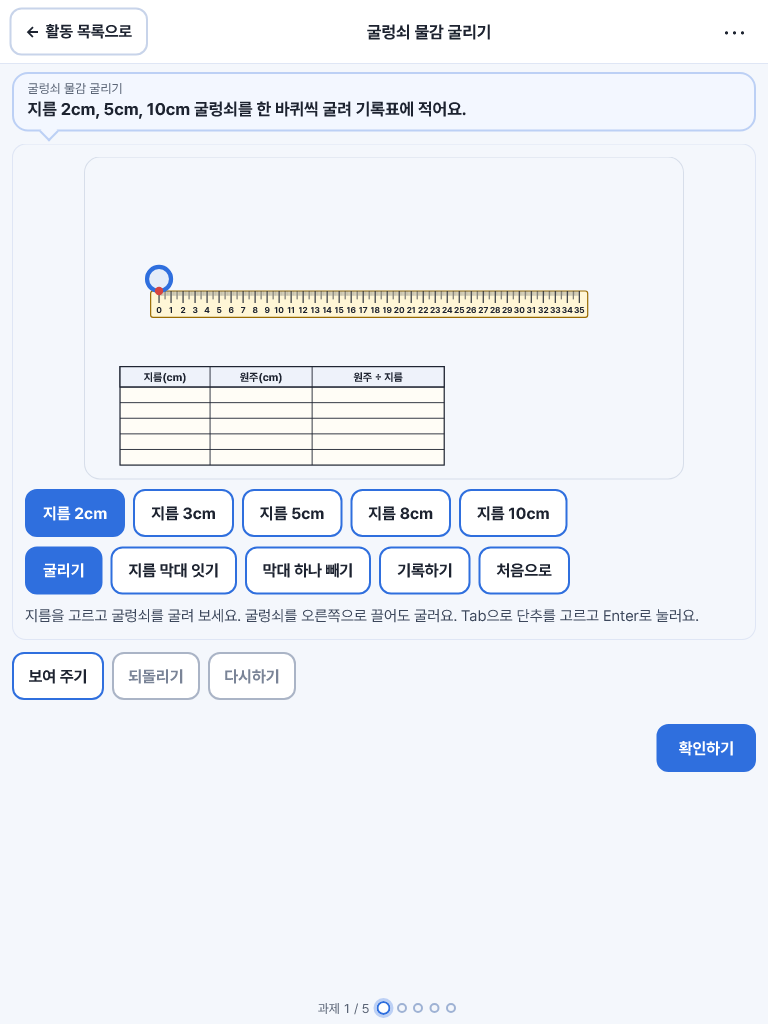 ← 활동 목록으로
굴렁쇠 물감 굴리기
···
굴렁쇠 물감 굴리기
지름 2cm, 5cm, 10cm 굴렁쇠를 한 바퀴씩 굴려 기록표에 적어요.
0 1 2 3 4 5 6 7 8 9 10 11 12 13 14 15 16 17 18 19 20 21 22 23 24 25 26 27 28 29 30 31 32 33 34 35
지름(cm) 원주(cm) 원주 ÷ 지름
지름 2cm 지름 3cm 지름 5cm 지름 8cm 지름 10cm
굴리기 지름 막대 잇기 막대 하나 빼기 기록하기 처음으로
지름을 고르고 굴렁쇠를 굴려 보세요. 굴렁쇠를 오른쪽으로 끌어도 굴러요. Tab으로 단추를 고르고 Enter로 눌러요.
보여 주기 되돌리기 다시하기
확인하기
과제 1 / 5